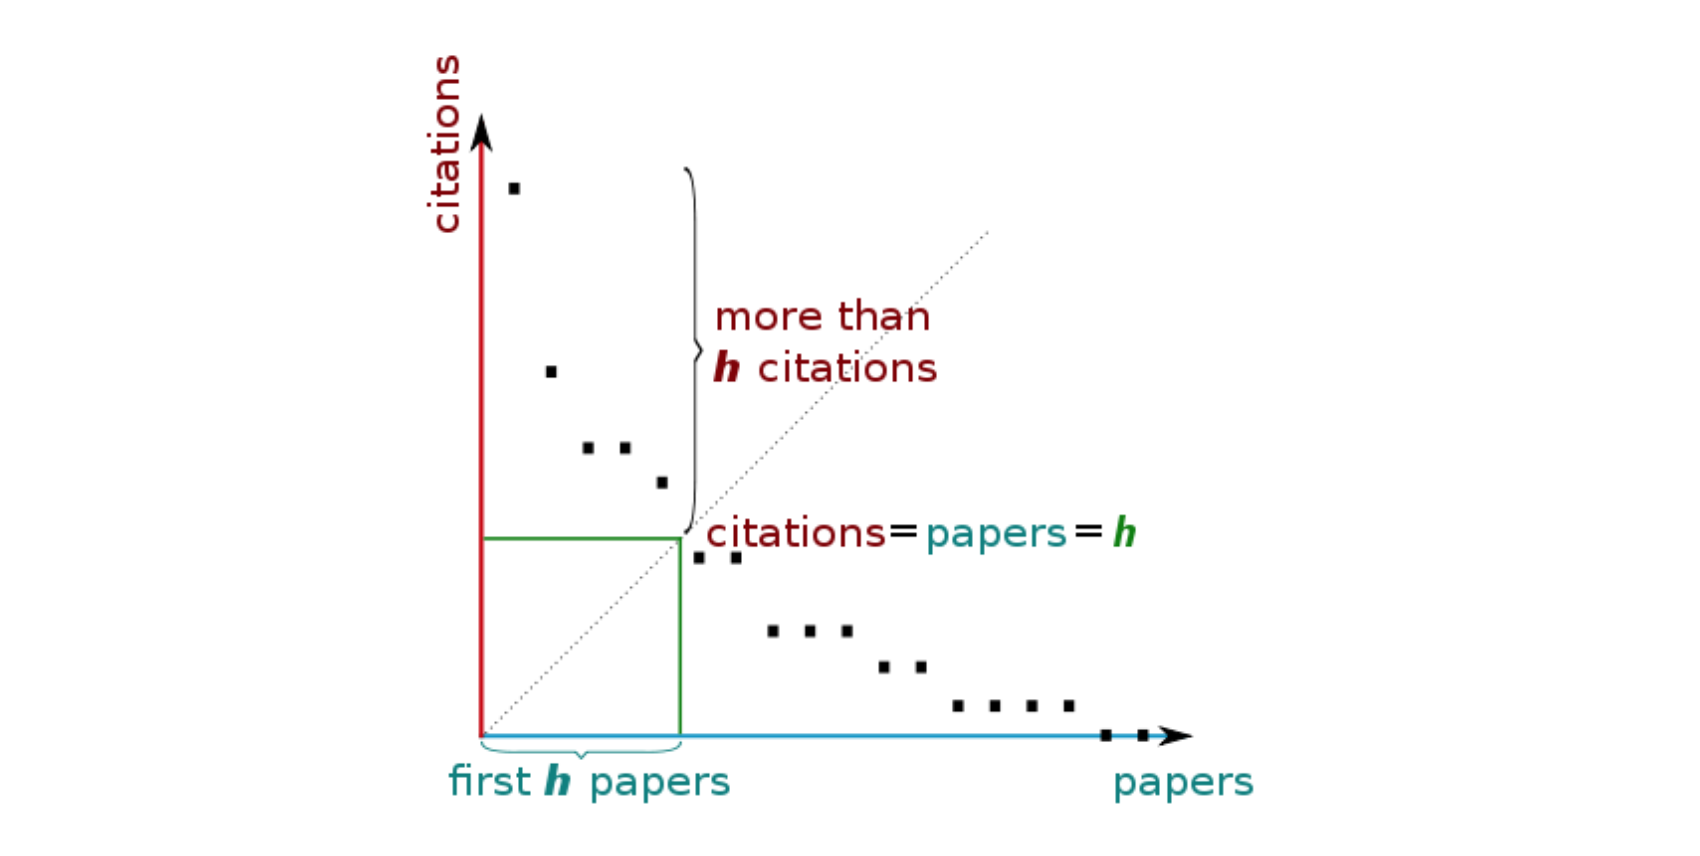 citations
more than
h citations
citations=papers=h
first h papers
papers